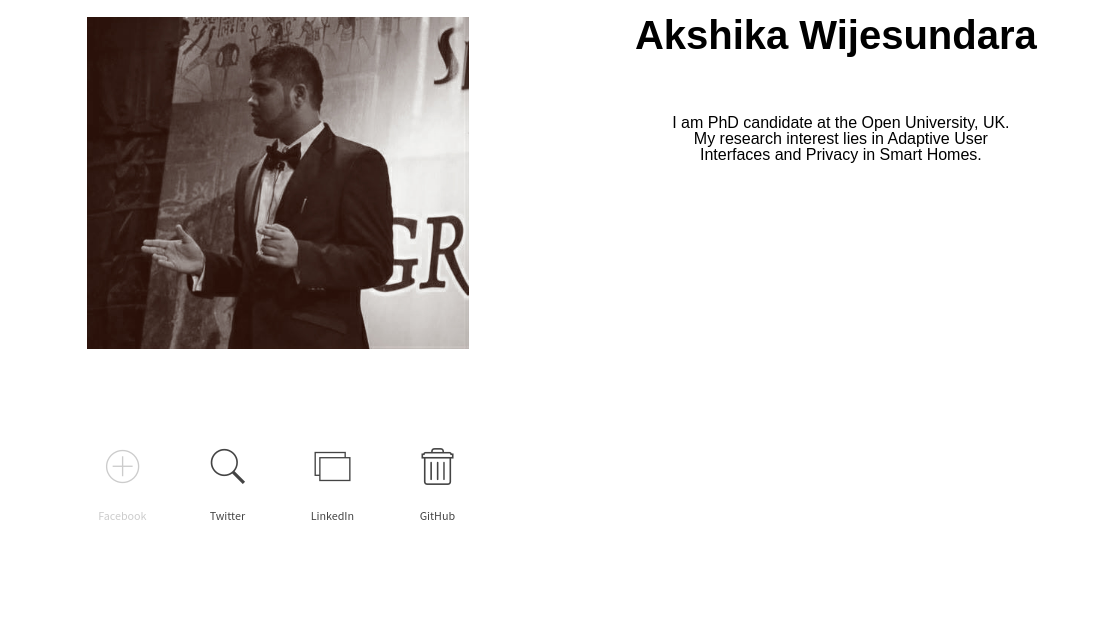 Akshika Wijesundara
I am PhD candidate at the Open University, UK.
My research interest lies in Adaptive User
Interfaces and Privacy in Smart Homes.
GR
Facebook
Twitter
LinkedIn
GitHub